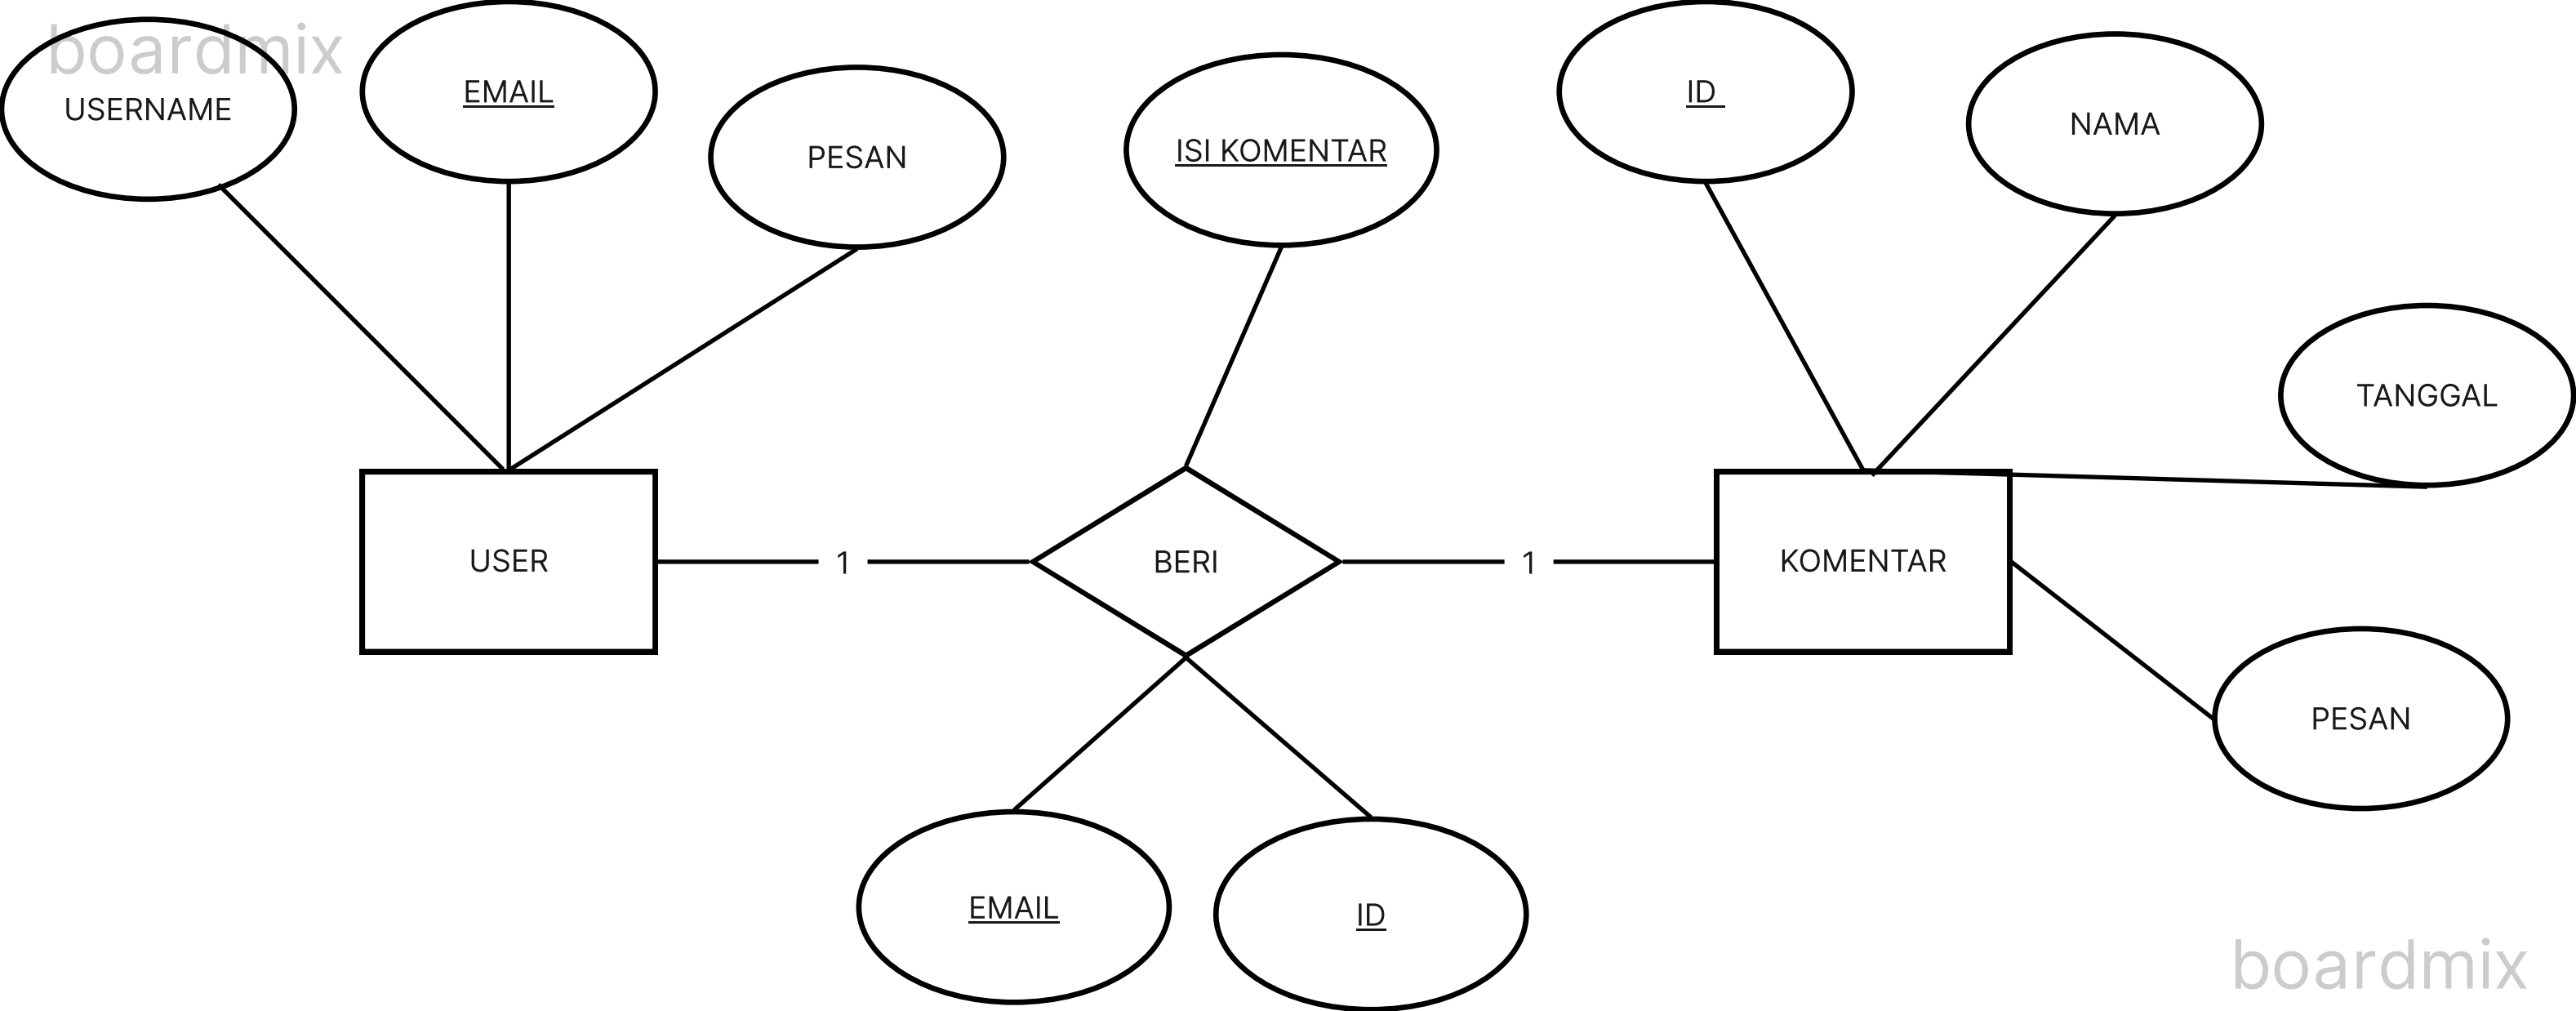 boardmix
USERNAME
EMAIL
PESAN
ISI KOMENTAR
ID
NAMA
TANGGAL
USER
1
BERI
1
KOMENTAR
PESAN
EMAIL
ID
boardmix